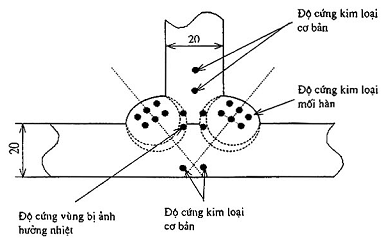 Độ cứng kim loại
cơ bản
20
Độ cứng kim loại
mối hàn
20
Độ cứng vùng bị ảnh
hưởng nhiệt
Độ cứng kim loại
cơ bản